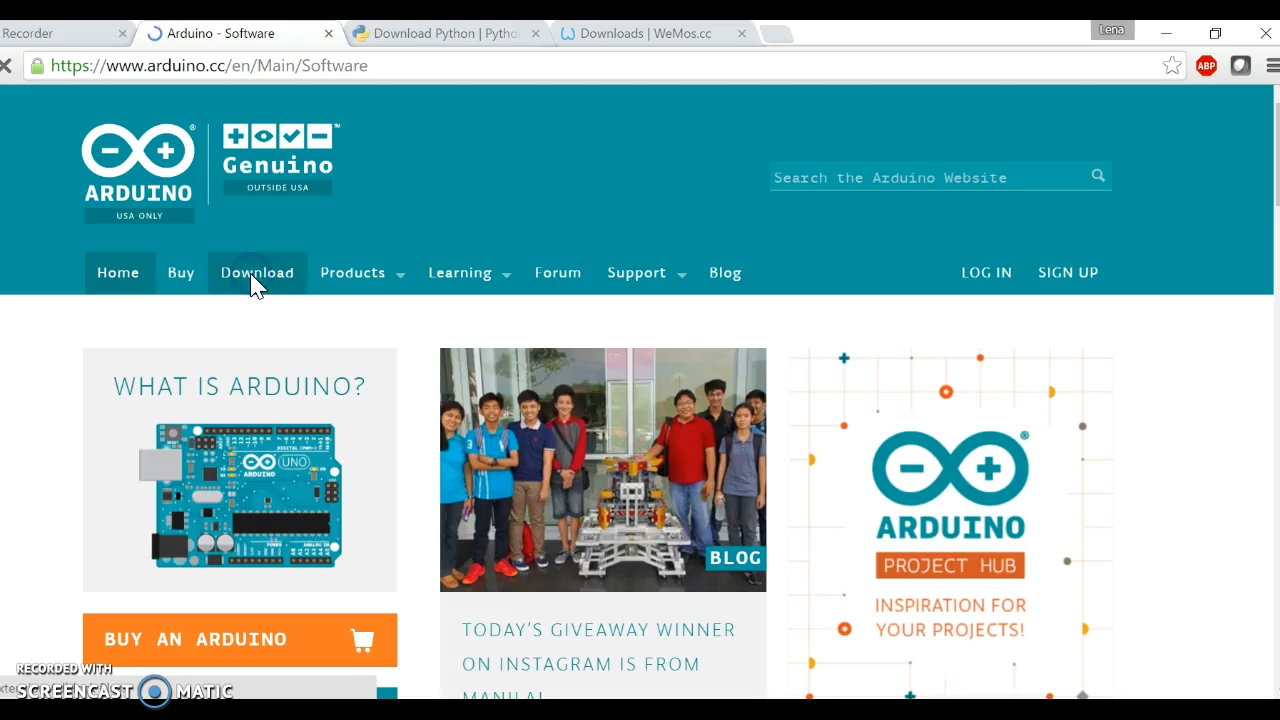 Recorder
Arduino - Software
Download Python | Pytho
Downloads | WeMos.cc
Lena
https://www.arduino.cc/en/Main/Software
ABP
ARDUINO
USA ONLY
Genuino
OUTSIDE USA
Search the Arduino Website
Home
Buy
Download
Products
Learning
Forum
Support
Blog
LOG IN
SIGN UP
WHAT IS ARDUINO?
UNO
ARDUINO
BUY AN ARDUINO
BLOG
TODAY'S GIVEAWAY WINNER
ON INSTAGRAM IS FROM
MANILA!
ARDUINO
PROJECT HUB
INSPIRATION FOR
YOUR PROJECTS!
RECORDED WITH
SCREENCAST MATIC